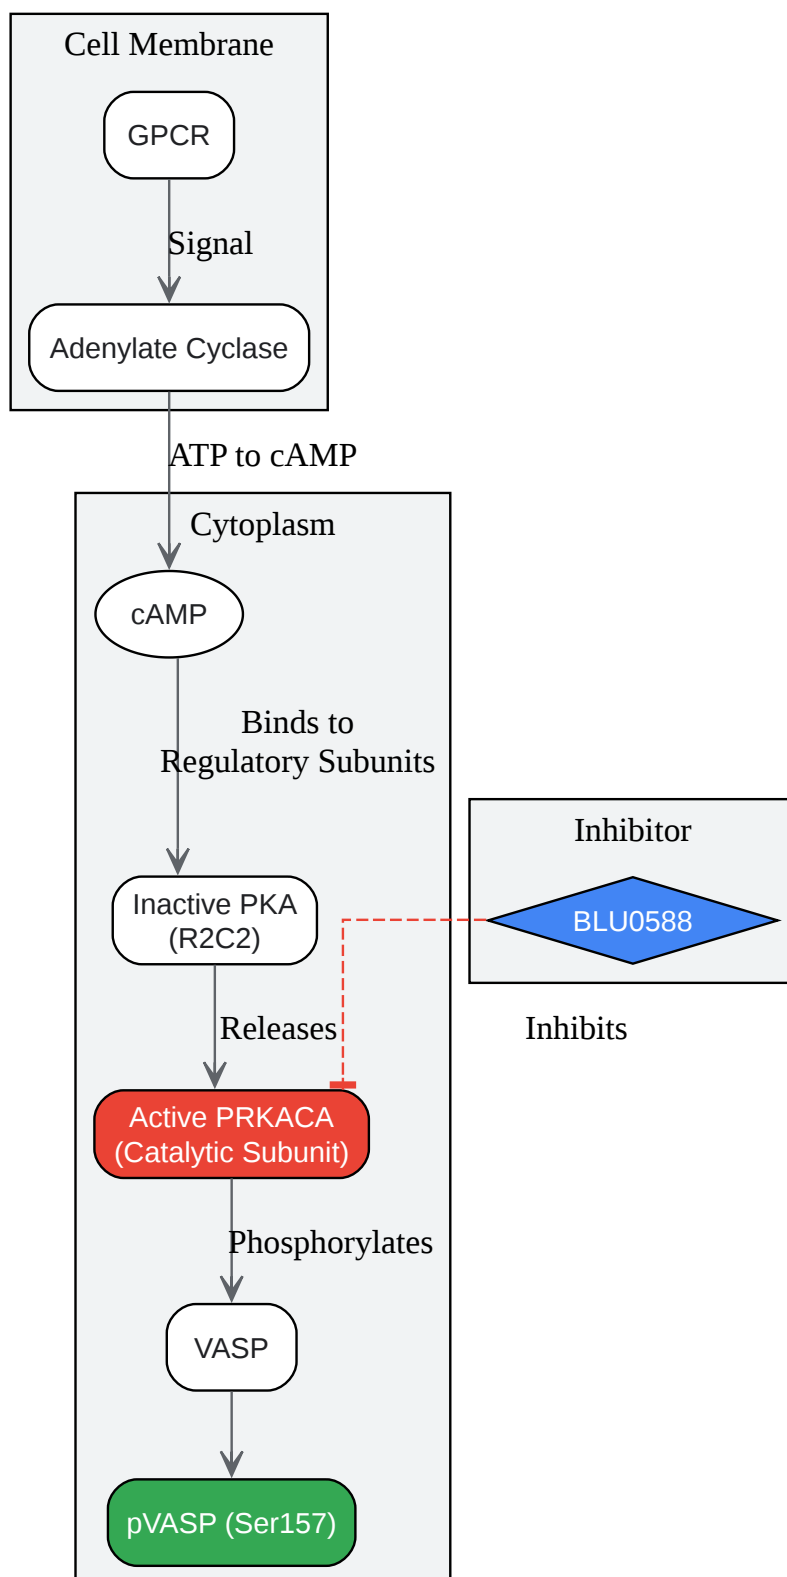 Cell Membrane
GPCR
Signal
Adenylate Cyclase
ATP to cAMP
Cytoplasm
cAMP
Binds to
Regulatory Subunits
Inhibitor
BLU0588
Inactive PKA
(R2C2)
Releases
Inhibits
Active PRKACA
(Catalytic Subunit)
Phosphorylates
VASP
pVASP (Ser157)